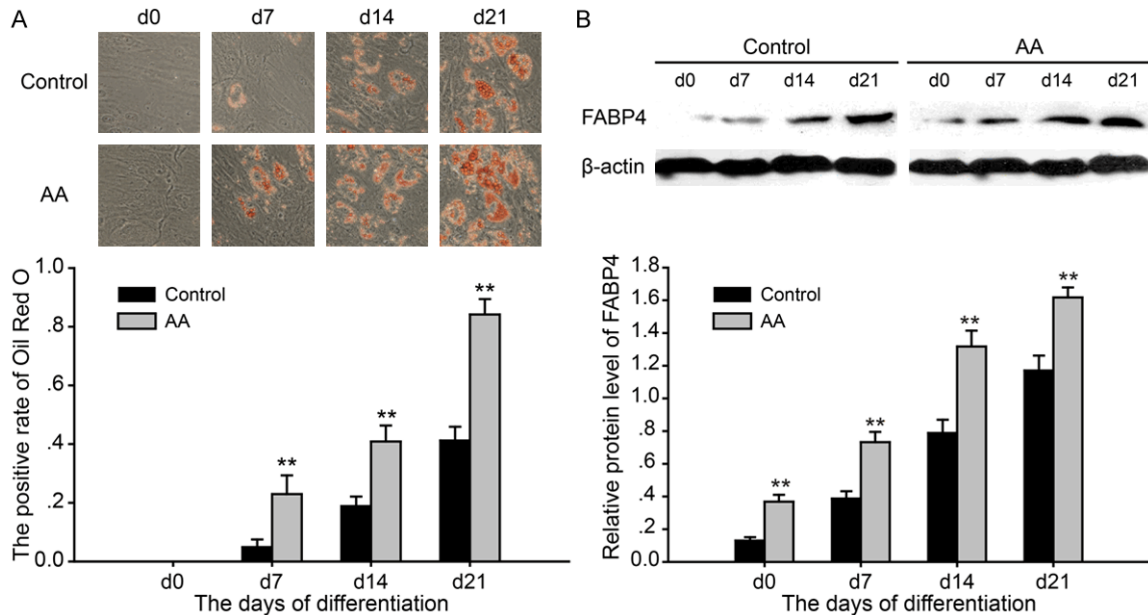 A
d0 d7 d14 d21
Control
AA
The positive rate of Oil Red O
1.0
.8
.6
.4
.2
0.0
Control
AA
**
**
**
d0 d7 d14 d21
The days of differentiation
B
Control AA
d0 d7 d14 d21 d0 d7 d14 d21
FABP4
β-actin
Relative protein level of FABP4
1.8
1.6
1.4
1.2
1.0
.8
.6
.4
.2
0.0
Control
AA
**
**
**
**
d0 d7 d14 d21
The days of differentiation